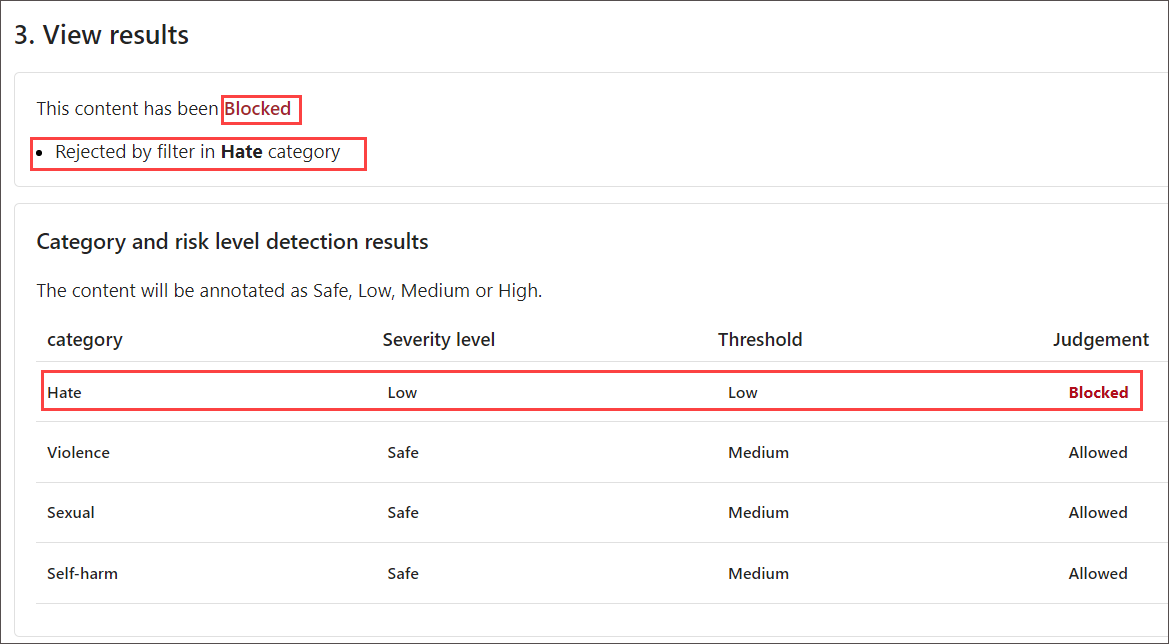 3. View results
This content has been Blocked
• Rejected by filter in Hate category
Category and risk level detection results
The content will be annotated as Safe, Low, Medium or High.
category Severity level Threshold Judgement
Hate Low Low Blocked
Violence Safe Medium Allowed
Sexual Safe Medium Allowed
Self-harm Safe Medium Allowed